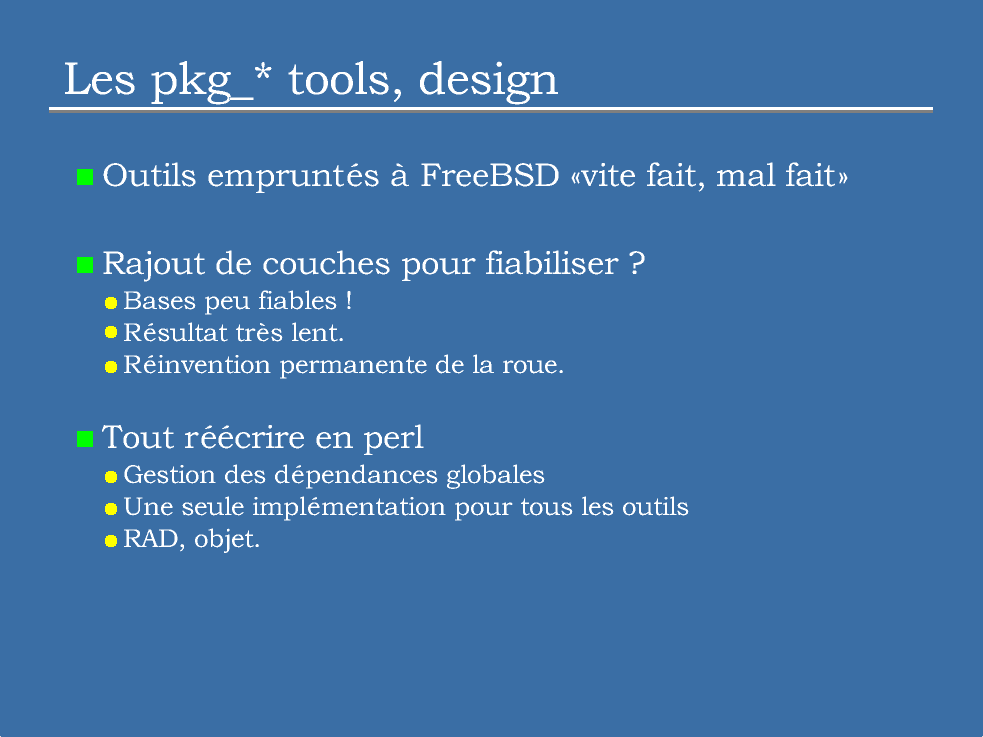 Les pkg_* tools, design
Outils empruntés à FreeBSD «vite fait, mal fait»
Rajout de couches pour fiabiliser ?
Bases peu fiables !
Résultat très lent.
Réinvention permanente de la roue.
Tout réécrire en perl
Gestion des dépendances globales
Une seule implémentation pour tous les outils
RAD, objet.